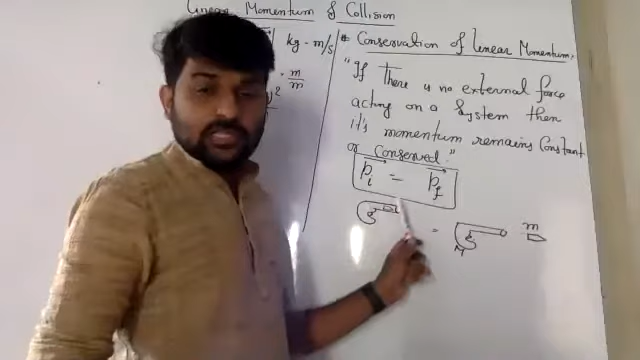 Linear Momentum & Collision
kg - m/s
m
m
* Conservation of linear Momentum.
"If There is no external force
acting on a System then
it's momentum remains Constant
or conserved."
Pi = Pf
= M
m